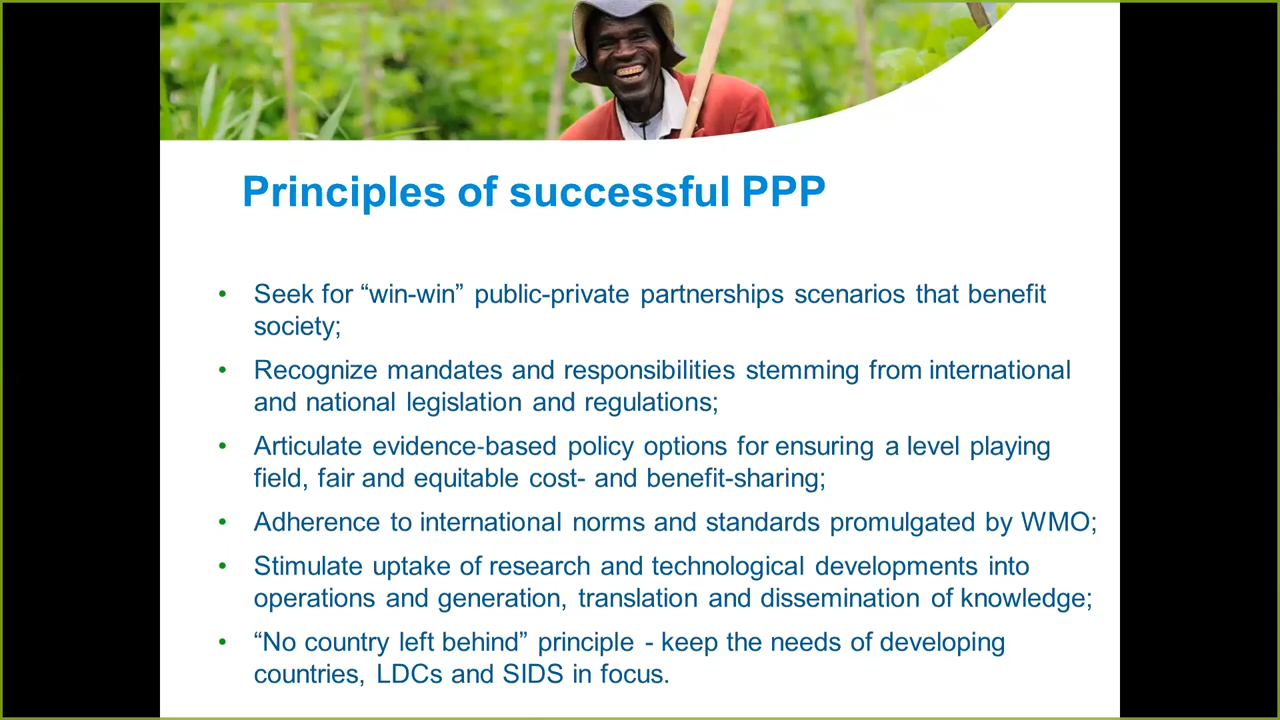 Principles of successful PPP
• Seek for “win-win” public-private partnerships scenarios that benefit
society;
• Recognize mandates and responsibilities stemming from international
and national legislation and regulations;
• Articulate evidence-based policy options for ensuring a level playing
field, fair and equitable cost- and benefit-sharing;
• Adherence to international norms and standards promulgated by WMO;
• Stimulate uptake of research and technological developments into
operations and generation, translation and dissemination of knowledge;
• “No country left behind” principle - keep the needs of developing
countries, LDCs and SIDS in focus.